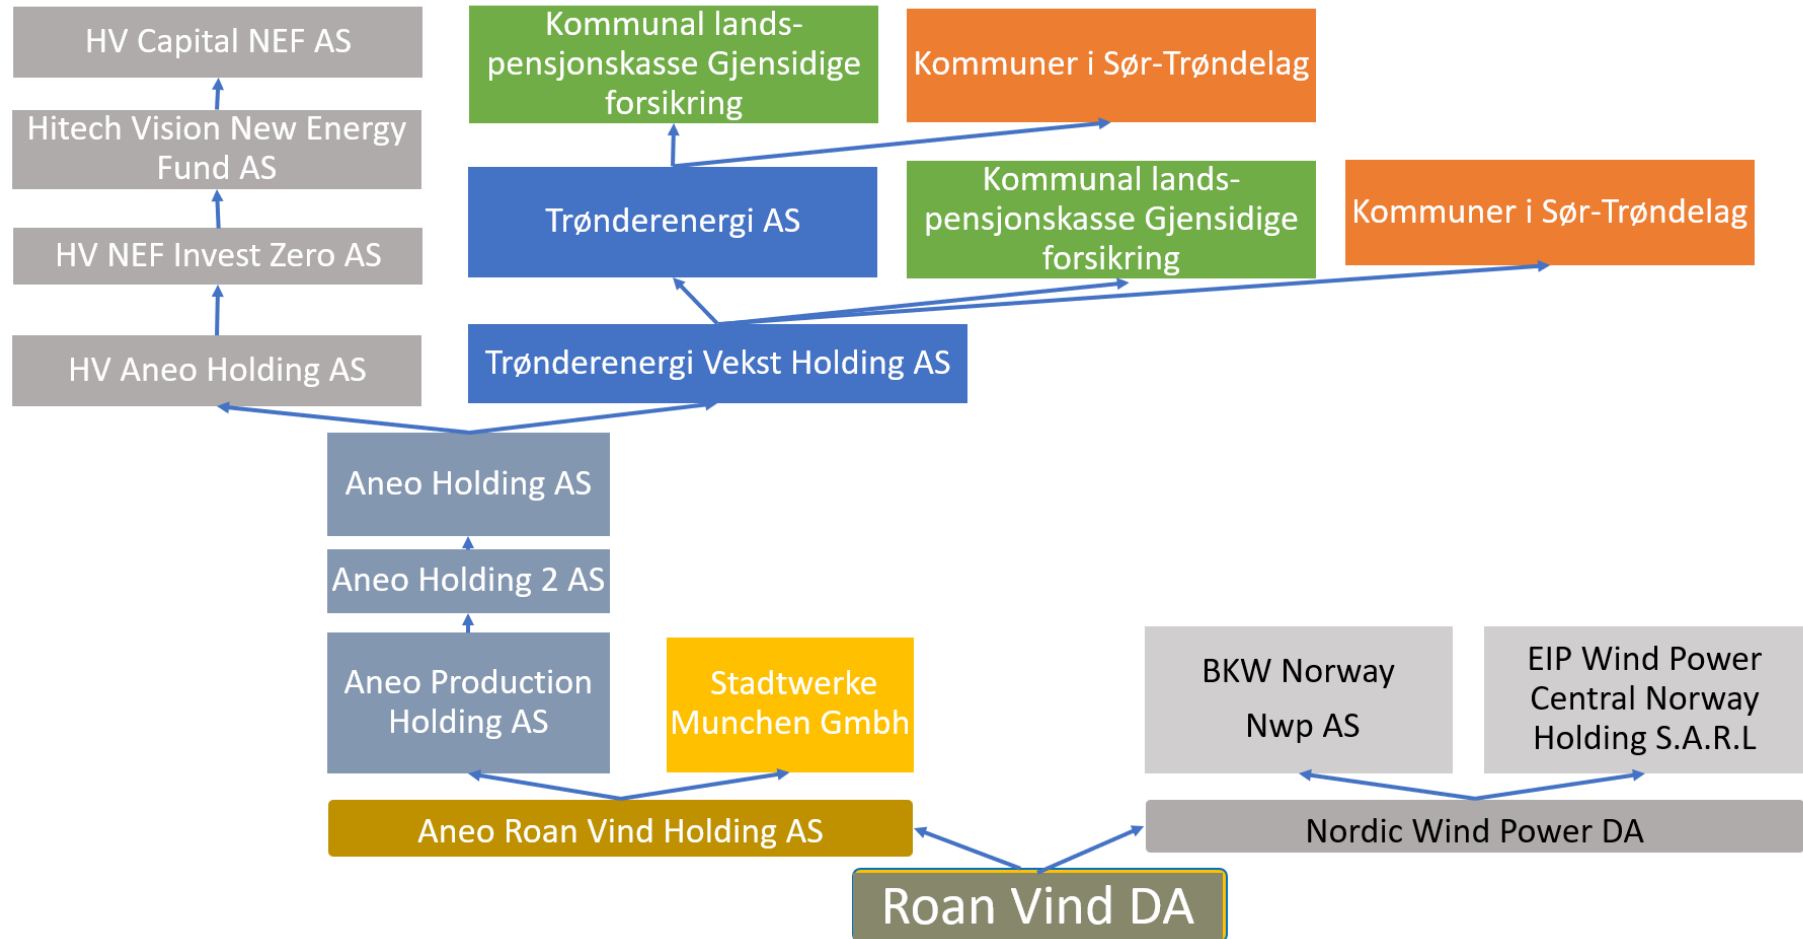 HV Capital NEF AS
Kommunal lands-
pensjonskasse Gjensidige
forsikring
Kommuner i Sør-Trøndelag
Hitech Vision New Energy
Fund AS
Trønderenergi AS
Kommunal lands-
pensjonskasse Gjensidige
forsikring
Kommuner i Sør-Trøndelag
HV NEF Invest Zero AS
HV Aneo Holding AS
Trønderenergi Vekst Holding AS
Aneo Holding AS
Aneo Holding 2 AS
Aneo Production
Holding AS
Stadtwerke
Munchen Gmbh
BKW Norway
Nwp AS
EIP Wind Power
Central Norway
Holding S.A.R.L
Aneo Roan Vind Holding AS
Nordic Wind Power DA
Roan Vind DA